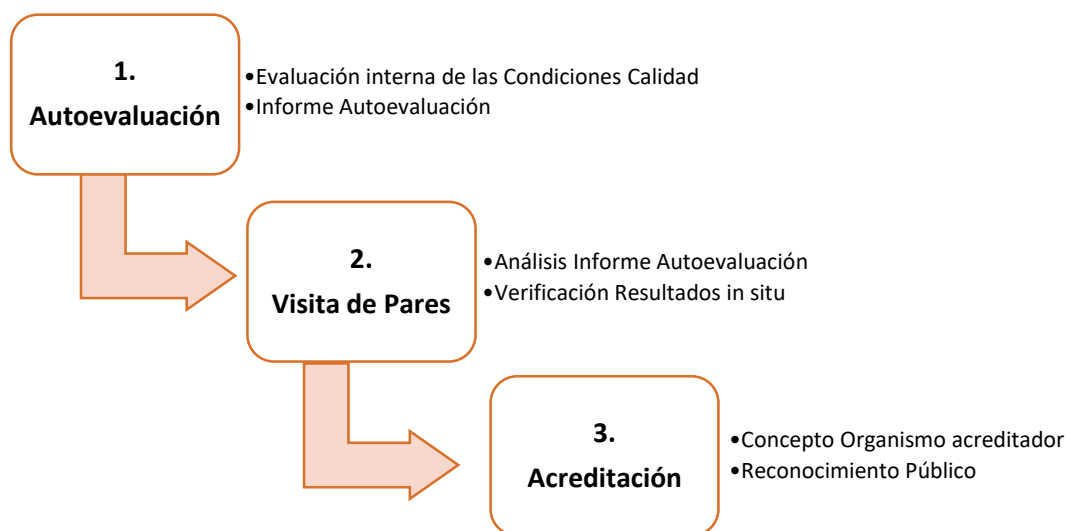 1.
Autoevaluación
•Evaluación interna de las Condiciones Calidad
•Informe Autoevaluación
2.
Visita de Pares
•Análisis Informe Autoevaluación
•Verificación Resultados in situ
3.
Acreditación
•Concepto Organismo acreditador
•Reconocimiento Público